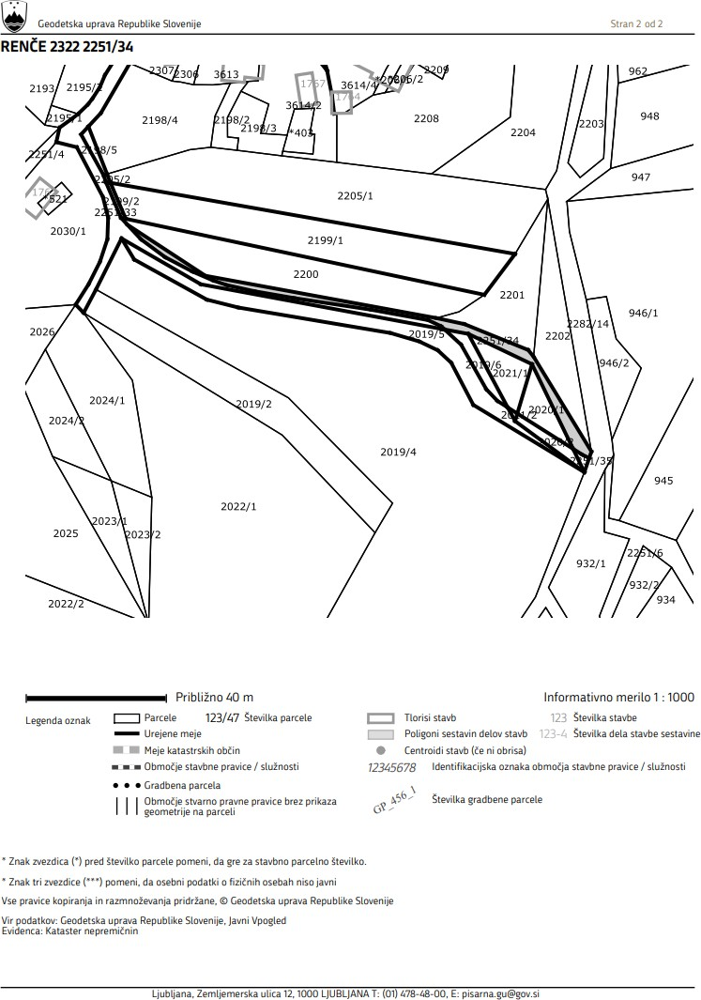 Geodetska uprava Republike Slovenije
Stran 2 od 2
RENČE 2322 2251/34
2307
2306
3613
2209
962
2193
2195/2
1767
3614/4
1764
3614/2
2195/1
2198/4
2198/2
2198/3
*403
2208
2204
2203
948
2251/4
2198/5
947
2205/2
*521
2199/2
2205/1
2251/33
2030/1
2199/1
2200
2201
2026
2019/5
2251/34
2202
2282/14
946/1
2019/6
2021/1
946/2
2024/1
2019/2
2024/2
2021/2
2020/1
2019/4
2020/2
2251/35
945
2022/1
2023/1
2025
2023/2
932/1
2251/6
932/2
934
2022/2
Približno 40 m
Informativno merilo 1 : 1000
Legenda oznak
Parcele
123/47 Številka parcele
Urejene meje
Meje katastrskih občin
Območje stavbne pravice / služnosti
Gradbena parcela
Območje stvarno pravne pravice brez prikaza
geometrije na parceli
Tlorisi stavb
123 Številka stavbe
Poligoni sestavin delov stavb
123-4 Številka dela stavbe sestavine
Centroidi stavb (če ni obrisa)
12345678 Identifikacijska oznaka območja stavbne pravice / služnosti
GP_456_1 Številka gradbene parcele
* Znak zvezdica (*) pred številko parcele pomeni, da gre za stavbno parcelno številko.
* Znak tri zvezdice (***) pomeni, da osebni podatki o fizičnih osebah niso javni
Vse pravice kopiranja in razmnoževanja pridržane, © Geodetska uprava Republike Slovenije
Vir podatkov: Geodetska uprava Republike Slovenije, Javni Vpogled
Evidenca: Kataster nepremičnin
Ljubljana, Zemljemerska ulica 12, 1000 LJUBLJANA T: (01) 478-48-00, E: pisarna.gu@gov.si